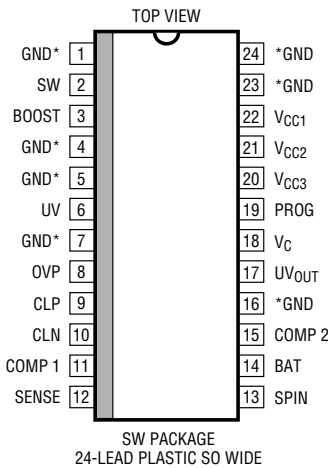 TOP VIEW
GND* 1 24 *GND
SW 2 23 *GND
BOOST 3 22 VCC1
GND* 4 21 VCC2
GND* 5 20 VCC3
UV 6 19 PROG
GND* 7 18 VC
OVP 8 17 UVOUT
CLP 9 16 *GND
CLN 10 15 COMP 2
COMP 1 11 14 BAT
SENSE 12 13 SPIN
SW PACKAGE
24-LEAD PLASTIC SO WIDE